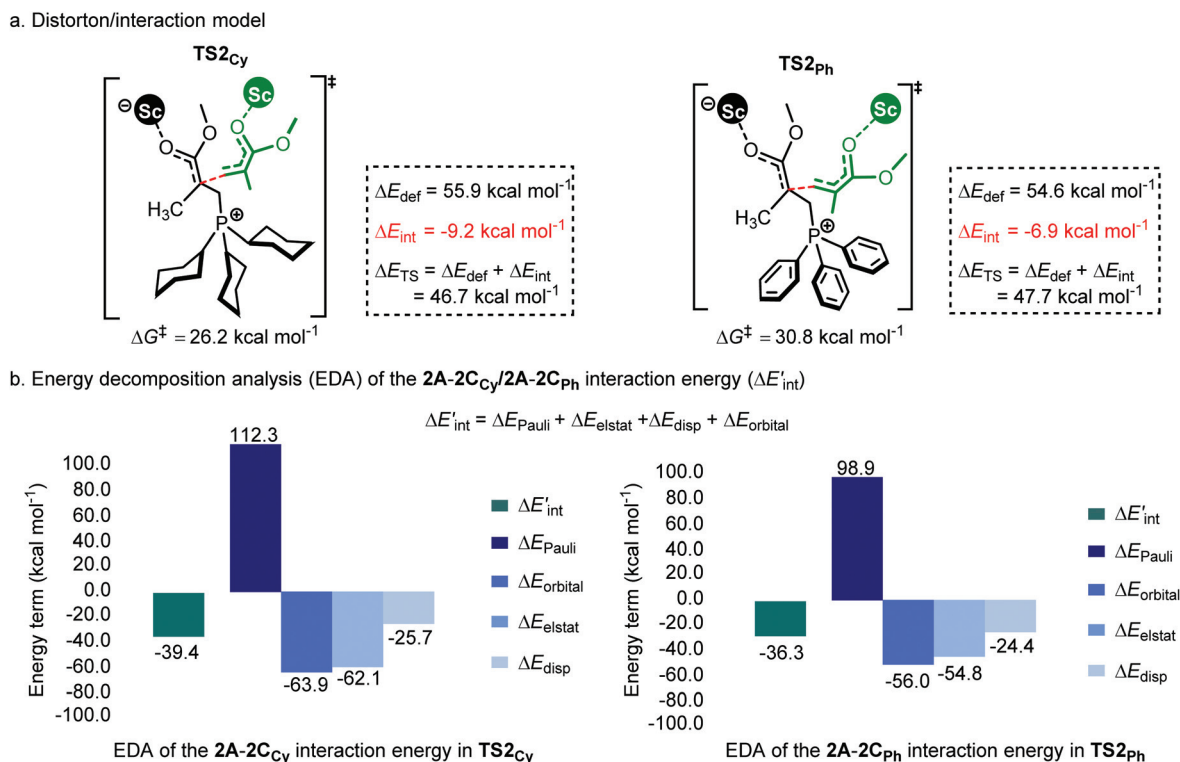 a. Distorton/interaction model
TS2Cy
‡
⊖ Sc
Sc
O
O
O
O
H3C
P
⊕
ΔEdef = 55.9 kcal mol-1
ΔEint = -9.2 kcal mol-1
ΔETS = ΔEdef + ΔEint
= 46.7 kcal mol-1
ΔG‡ = 26.2 kcal mol-1
TS2Ph
‡
⊖ Sc
Sc
O
O
O
O
H3C
P
⊕
ΔEdef = 54.6 kcal mol-1
ΔEint = -6.9 kcal mol-1
ΔETS = ΔEdef + ΔEint
= 47.7 kcal mol-1
ΔG‡ = 30.8 kcal mol-1
b. Energy decomposition analysis (EDA) of the 2A-2CCy/2A-2CPh interaction energy (ΔE'int)
ΔE'int = ΔEPauli + ΔEelstat +ΔEdisp + ΔEorbital
Energy term (kcal mol-1)
100.0
80.0
60.0
40.0
20.0
0.0
-20.0
-40.0
-60.0
-80.0
-100.0
112.3
-39.4
-63.9
-62.1
-25.7
ΔE'int
ΔEPauli
ΔEorbital
ΔEelstat
ΔEdisp
EDA of the 2A-2CCy interaction energy in TS2Cy
Energy term (kcal mol-1)
100.0
80.0
60.0
40.0
20.0
0.0
-20.0
-40.0
-60.0
-80.0
-100.0
98.9
-36.3
-56.0
-54.8
-24.4
ΔE'int
ΔEPauli
ΔEorbital
ΔEelstat
ΔEdisp
EDA of the 2A-2CPh interaction energy in TS2Ph